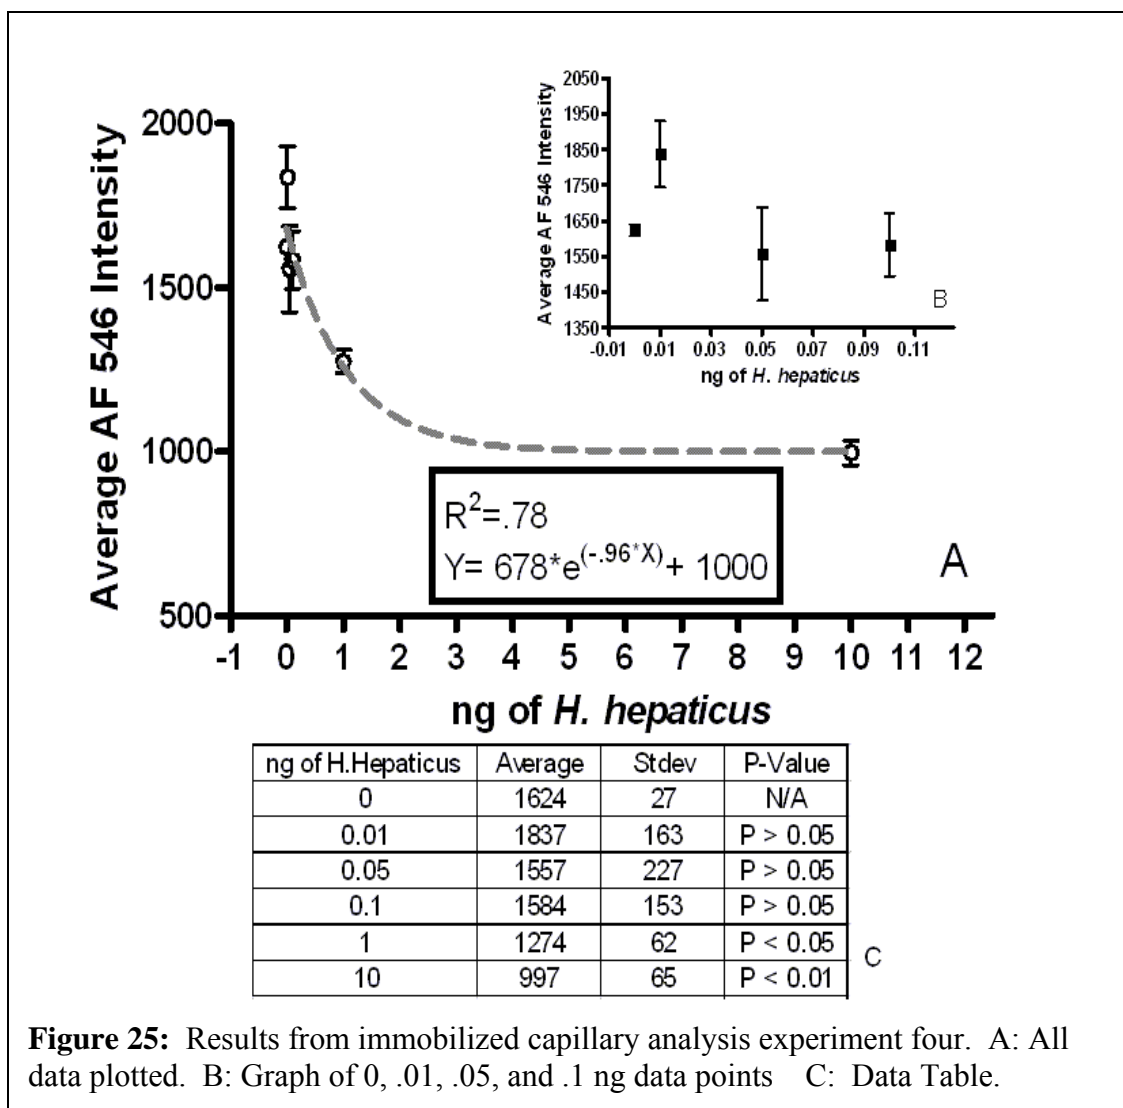 2000
1500
1000
500
Average AF 546 Intensity
-1 0 1 2 3 4 5 6 7 8 9 10 11 12
ng of H. hepaticus
R²=.78
Y= 678*e^(-.96*X)+ 1000
A
2050
1950
1850
1750
1650
1550
1450
1350
Average AF 546 Intensity
-0.01 0.01 0.03 0.05 0.07 0.09 0.11
ng of H. hepaticus
B
ng of H.Hepaticus Average Stdev P-Value
0 1624 27 N/A
0.01 1837 163 P > 0.05
0.05 1557 227 P > 0.05
0.1 1584 153 P > 0.05
1 1274 62 P < 0.05
10 997 65 P < 0.01
C
Figure 25: Results from immobilized capillary analysis experiment four. A: All
data plotted. B: Graph of 0, .01, .05, and .1 ng data points C: Data Table.